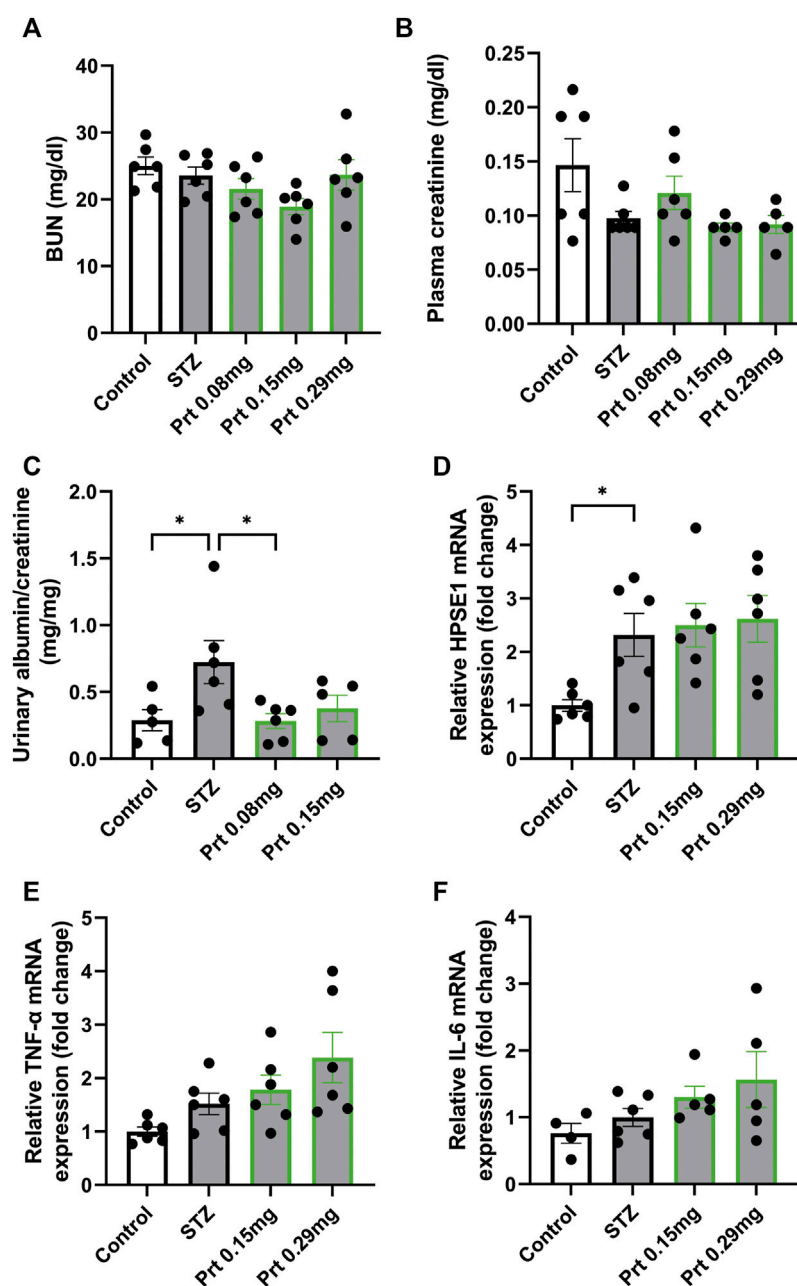 A
BUN (mg/dl)
40
30
20
10
0
Control
STZ
Prt 0.08mg
Prt 0.15mg
Prt 0.29mg
B
Plasma creatinine (mg/dl)
0.25
0.20
0.15
0.10
0.05
0.00
Control
STZ
Prt 0.08mg
Prt 0.15mg
Prt 0.29mg
C
Urinary albumin/creatinine
(mg/mg)
2.0
1.5
1.0
0.5
0.0
*
*
Control
STZ
Prt 0.08mg
Prt 0.15mg
D
Relative HPSE1 mRNA
expression (fold change)
5
4
3
2
1
0
*
Control
STZ
Prt 0.15mg
Prt 0.29mg
E
Relative TNF-α mRNA
expression (fold change)
5
4
3
2
1
0
Control
STZ
Prt 0.15mg
Prt 0.29mg
F
Relative IL-6 mRNA
expression (fold change)
4
3
2
1
0
Control
STZ
Prt 0.15mg
Prt 0.29mg